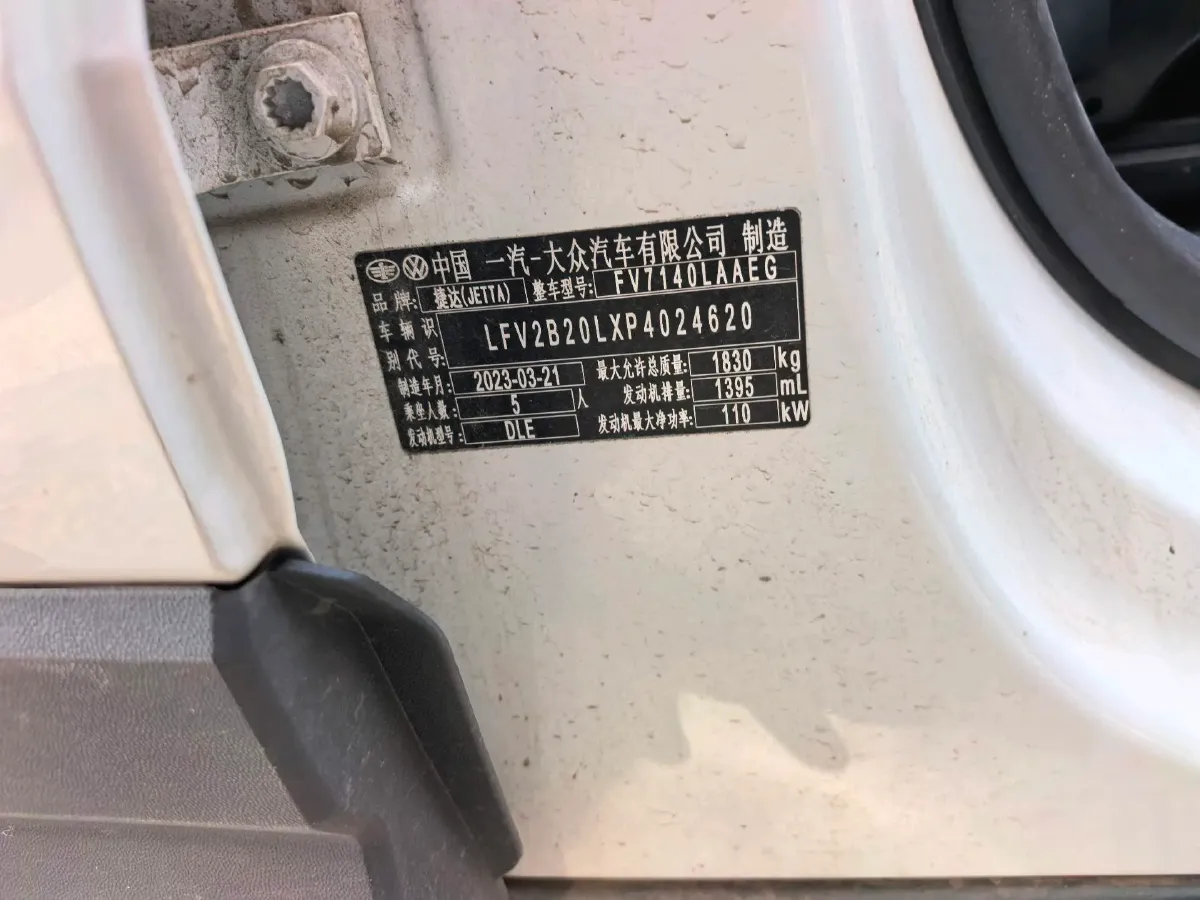 中国 一汽-大众汽车有限公司 制造
品牌: 捷达(JETTA) 整车型号: FV7140LAAEG
车辆识别代号: LFV2B20LXP4024620
制造年月: 2023-03-21 最大允许总质量: 1830 kg
乘坐人数: 5 人 发动机排量: 1395 mL
发动机型号: DLE 发动机最大净功率: 110 kW